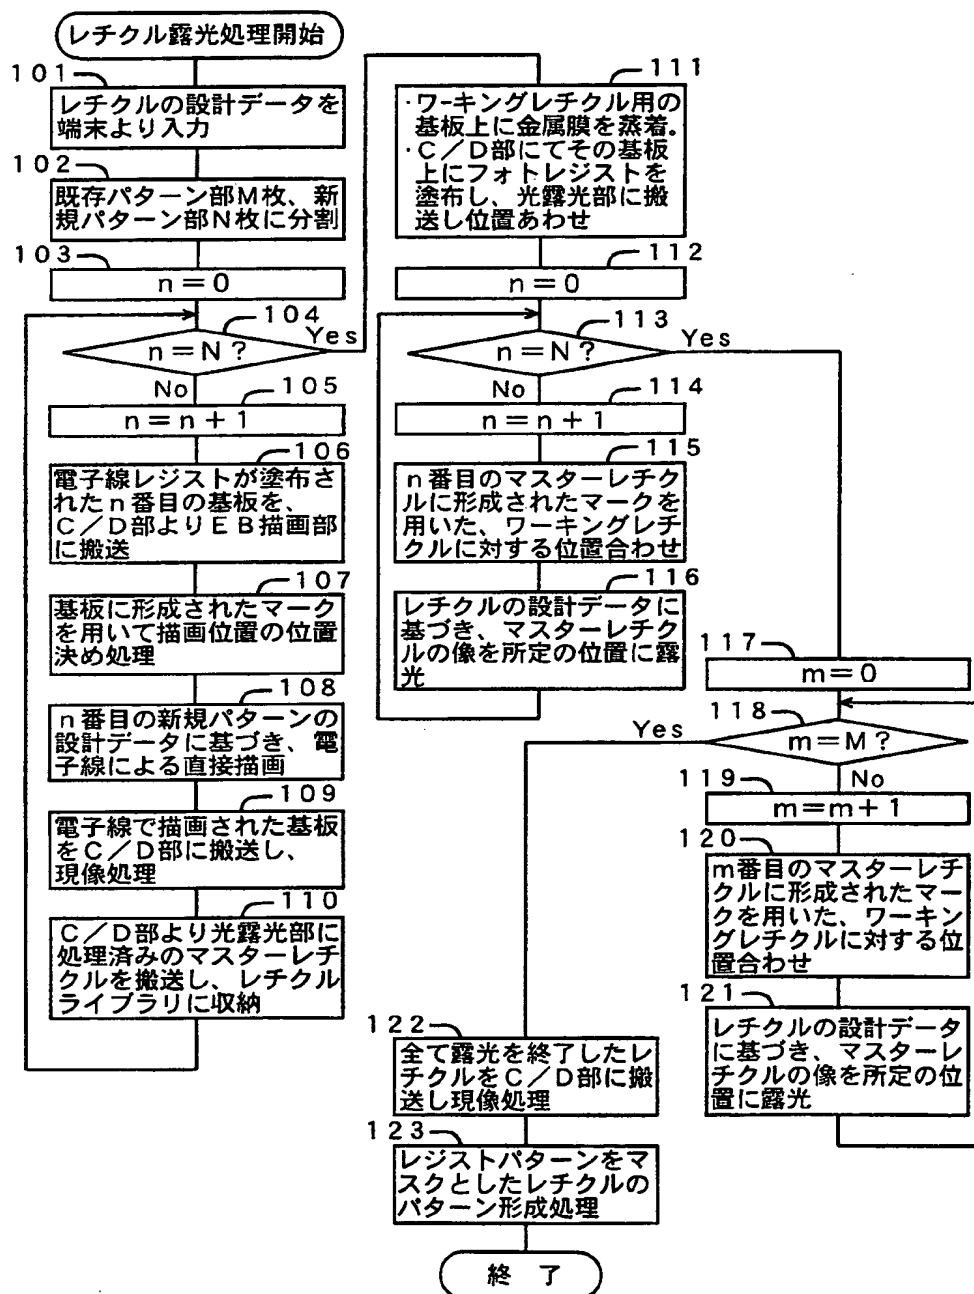 レチクル露光処理開始
101
レチクルの設計データを
端末より入力
102
既存パターン部M枚、新
規パターン部N枚に分割
103
n=0
104
n=N?
Yes
No
105
n=n+1
106
電子線レジストが塗布さ
れたn番目の基板を、
C/D部よりEB描画部
に搬送
107
基板に形成されたマーク
を用いて描画位置の位置
決め処理
108
n番目の新規パターンの
設計データに基づき、電
子線による直接描画
109
電子線で描画された基板
をC/D部に搬送し、
現像処理
110
C/D部より光露光部に
処理済みのマスターレチ
クルを搬送し、レチクル
ライブラリに収納
111
・ワーキングレチクル用の
基板上に金属膜を蒸着.
・C/D部にてその基板
上にフォトレジストを
塗布し、光露光部に搬
送し位置あわせ
112
n=0
113
n=N?
Yes
No
114
n=n+1
115
n番目のマスターレチク
ルに形成されたマークを
用いた、ワーキングレチ
クルに対する位置合わせ
116
レチクルの設計データに
基づき、マスターレチク
ルの像を所定の位置に露
光
117
m=0
118
m=M?
Yes
No
119
m=m+1
120
m番目のマスターレチ
クルに形成されたマー
クを用いた、ワーキン
グレチクルに対する位
置合わせ
121
レチクルの設計データ
に基づき、マスターレ
チクルの像を所定の位
置に露光
122
全て露光を終了したレ
チクルをC/D部に搬
送し現像処理
123
レジストパターンをマ
スクとしたレチクルの
パターン形成処理
終 了